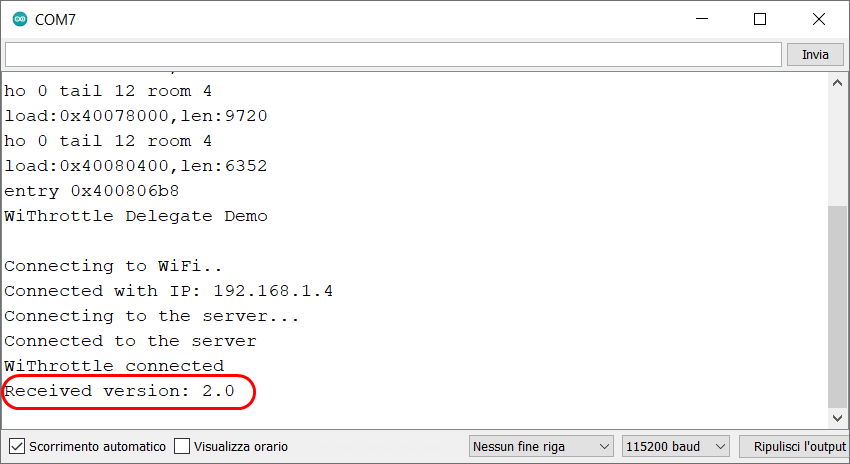 COM7
Invia
ho 0 tail 12 room 4
load:0x40078000,len:9720
ho 0 tail 12 room 4
load:0x40080400,len:6352
entry 0x400806b8
WiThrottle Delegate Demo
Connecting to WiFi..
Connected with IP: 192.168.1.4
Connecting to the server...
Connected to the server
WiThrottle connected
Received version: 2.0
Scorrimento automatico Visualizza orario Nessun fine riga 115200 baud Ripulisci l'output